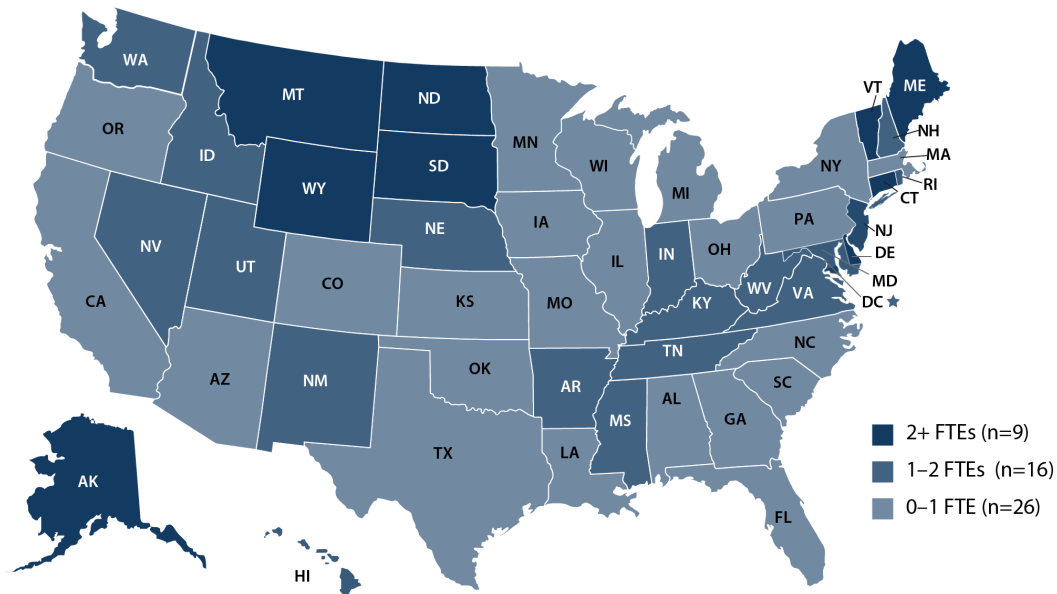 WA
MT
ND
MN
VT
ME
OR
ID
SD
WI
NY
NH
MA
WY
MI
RI
CT
NV
NE
IA
PA
NJ
UT
CO
IL
IN
OH
DE
CA
KS
MO
WV
VA
MD
KY
DC
AZ
NM
OK
TN
NC
AR
SC
TX
LA
MS
AL
GA
2+ FTEs (n=9)
1–2 FTEs (n=16)
0–1 FTE (n=26)
AK
FL
HI